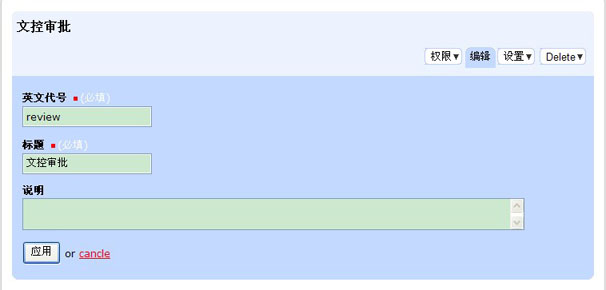 文控审批
权限▼ 编辑 设置▼ Delete▼
英文代号 ■(必填)
review
标题 ■(必填)
文控审批
说明
应用 or cancle